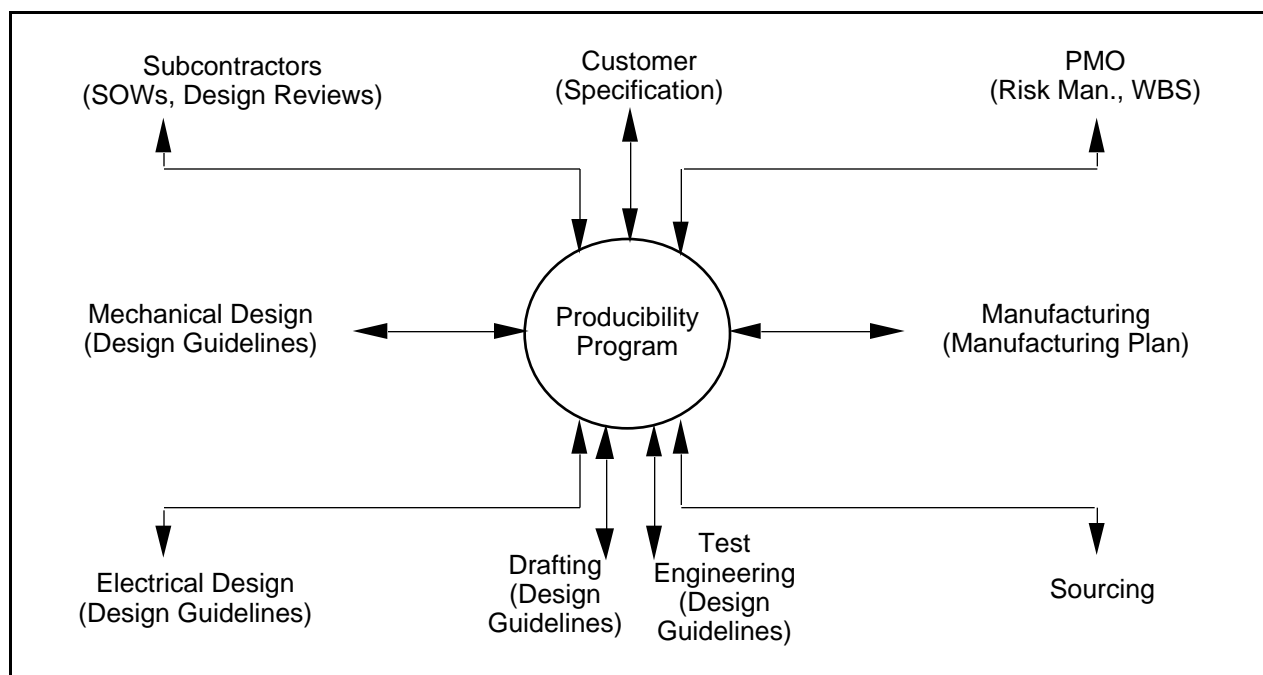 Subcontractors
(SOWs, Design Reviews)
Customer
(Specification)
PMO
(Risk Man., WBS)
Mechanical Design
(Design Guidelines)
Producibility
Program
Manufacturing
(Manufacturing Plan)
Electrical Design
(Design Guidelines)
Drafting
(Design
Guidelines)
Test
Engineering
(Design
Guidelines)
Sourcing